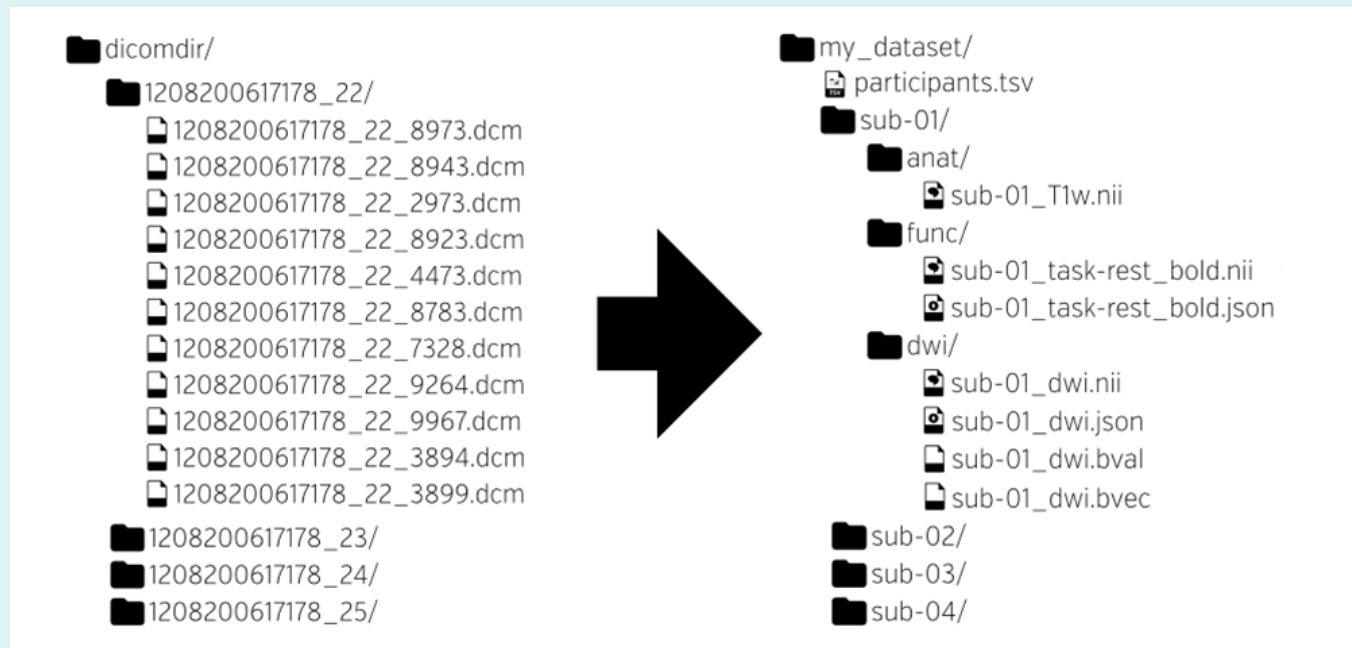 dicomdir/
1208200617178_22/
1208200617178_22_8973.dcm
1208200617178_22_8943.dcm
1208200617178_22_2973.dcm
1208200617178_22_8923.dcm
1208200617178_22_4473.dcm
1208200617178_22_8783.dcm
1208200617178_22_7328.dcm
1208200617178_22_9264.dcm
1208200617178_22_9967.dcm
1208200617178_22_3894.dcm
1208200617178_22_3899.dcm
1208200617178_23/
1208200617178_24/
1208200617178_25/
my_dataset/
TSV
participants.tsv
sub-01/
anat/
sub-01_T1w.nii
func/
sub-01_task-rest_bold.nii
sub-01_task-rest_bold.json
dwi/
sub-01_dwi.nii
sub-01_dwi.json
sub-01_dwi.bval
sub-01_dwi.bvec
sub-02/
sub-03/
sub-04/